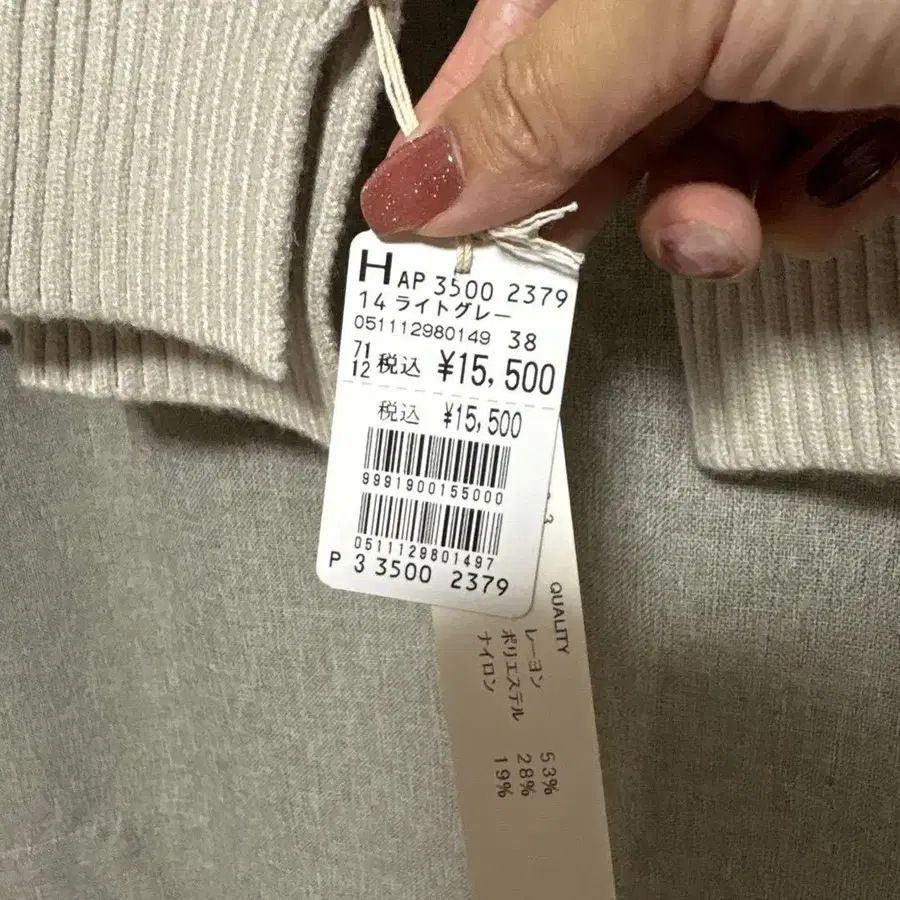 H AP 3500 2379
14 ライトグレー
051112980149 38
71
12 税込 ¥15,500
税込 ¥15,500
9991900155000
0511129801497
P 3 3500 2379
QUALITY
レーヨン 53%
ポリエステル 28%
ナイロン 19%